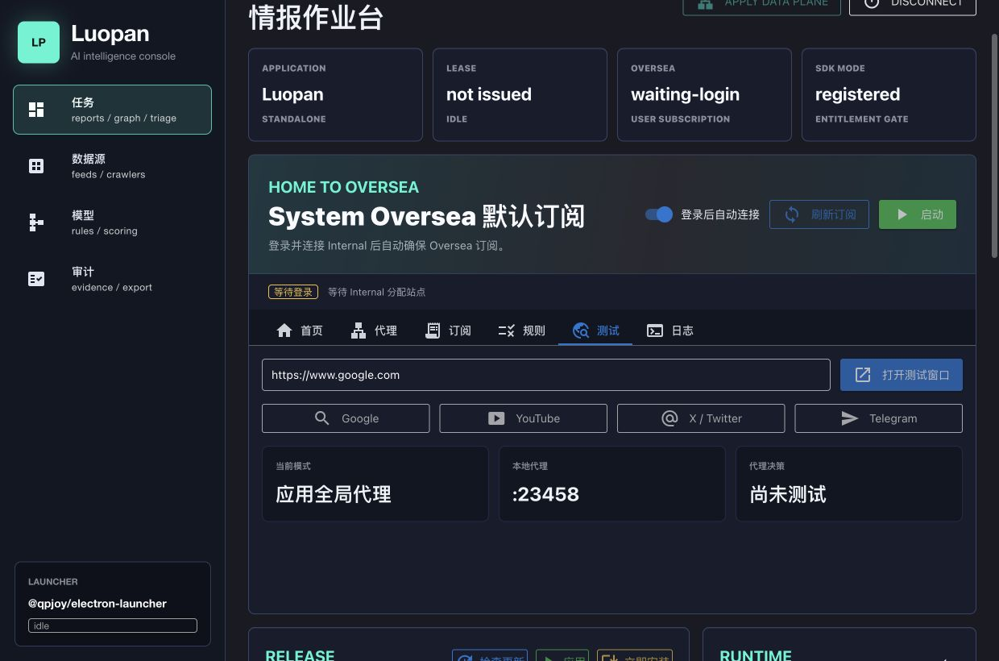 LP
Luopan
AI intelligence console
任务
reports / graph / triage
数据源
feeds / crawlers
模型
rules / scoring
审计
evidence / export
LAUNCHER
@qpjoy/electron-launcher
idle
情报作业台
APPLY DATA PLANE
DISCONNECT
APPLICATION
Luopan
STANDALONE
LEASE
not issued
IDLE
OVERSEA
waiting-login
USER SUBSCRIPTION
SDK MODE
registered
ENTITLEMENT GATE
HOME TO OVERSEA
System Oversea 默认订阅
登录并连接 Internal 后自动确保 Oversea 订阅。
登录后自动连接
刷新订阅
启动
等待登录
等待 Internal 分配站点
首页
代理
订阅
规则
测试
日志
https://www.google.com
打开测试窗口
Google
YouTube
X / Twitter
Telegram
当前模式
应用全局代理
本地代理
:23458
代理决策
尚未测试
RELEASE
检查更新
应用
立即安装
RUNTIME